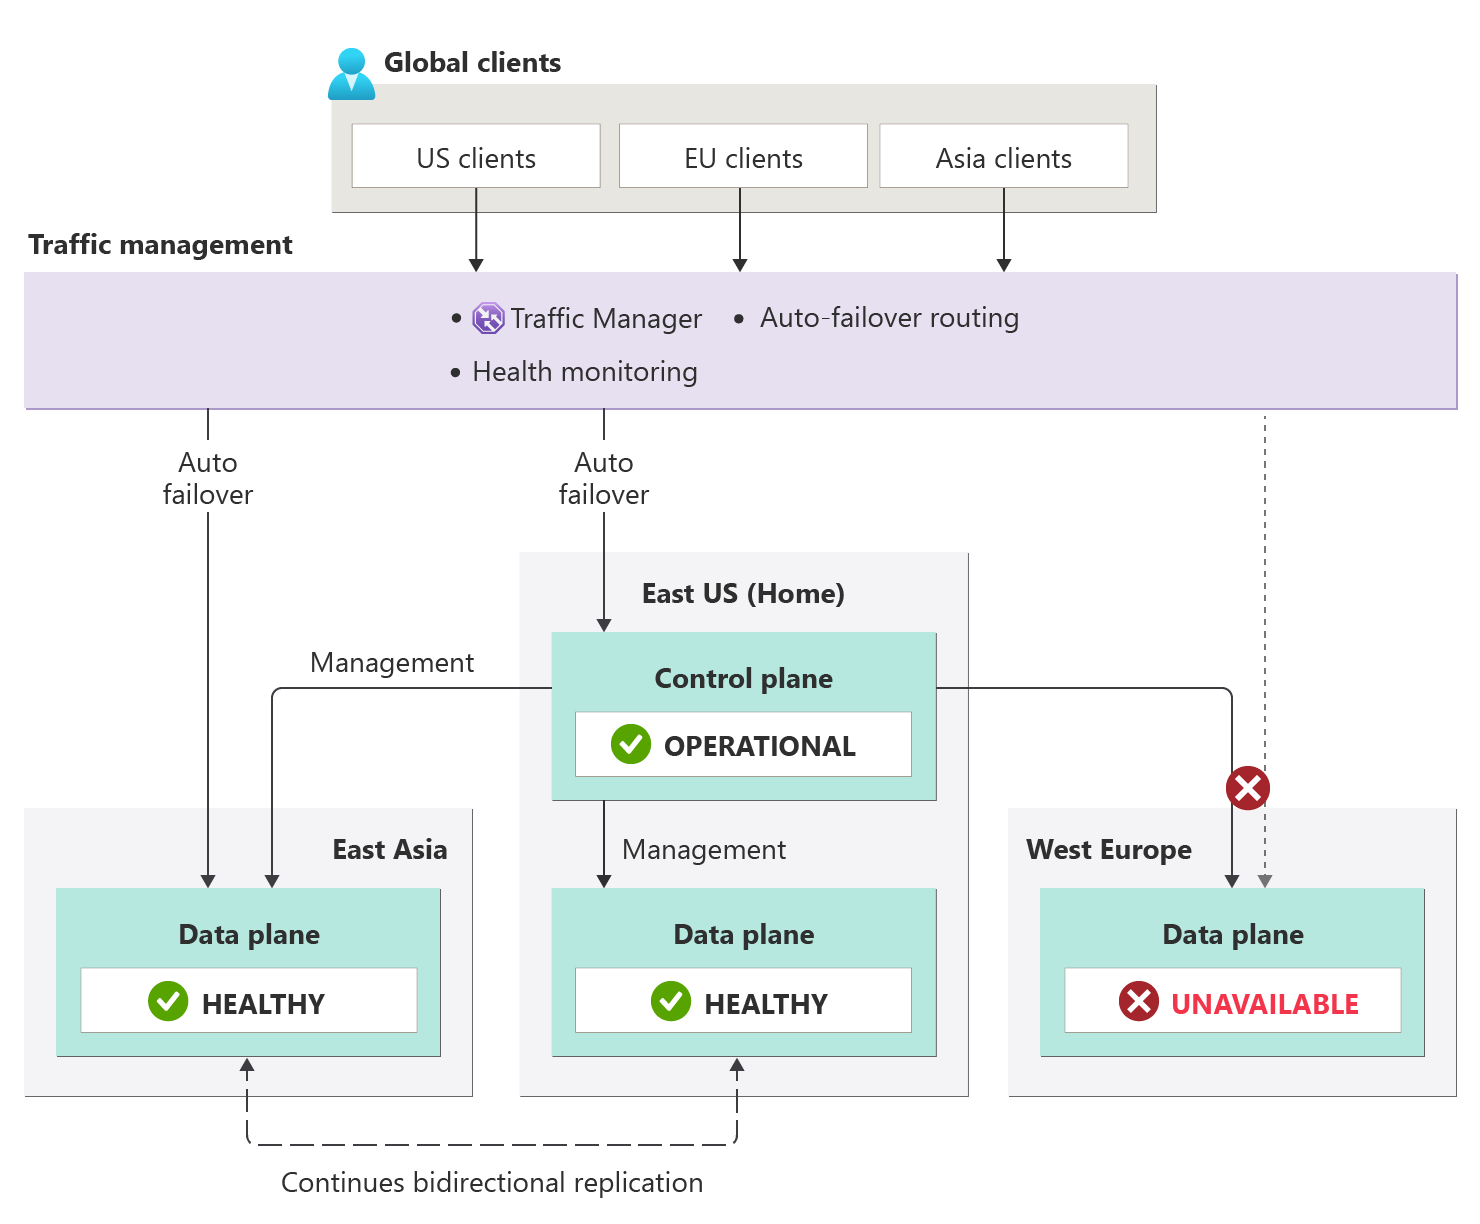 Global clients
US clients
EU clients
Asia clients
Traffic management
• Traffic Manager
• Auto-failover routing
• Health monitoring
Auto
failover
Auto
failover
East US (Home)
Management
Control plane
OPERATIONAL
East Asia
Management
West Europe
Data plane
HEALTHY
Data plane
HEALTHY
Data plane
UNAVAILABLE
Continues bidirectional replication